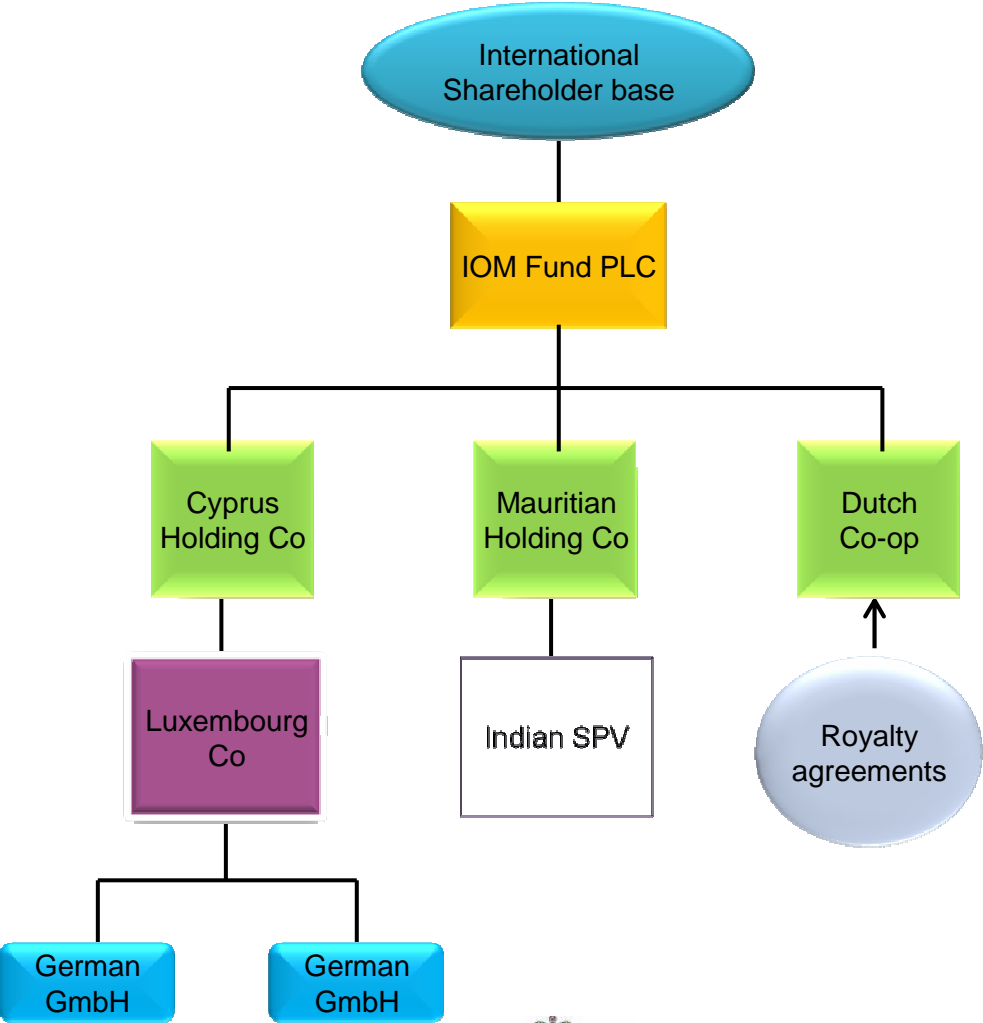 International
Shareholder base
IOM Fund PLC
Cyprus
Holding Co
Mauritian
Holding Co
Dutch
Co-op
Luxembourg
Co
Indian SPV
Royalty
agreements
German
GmbH
German
GmbH